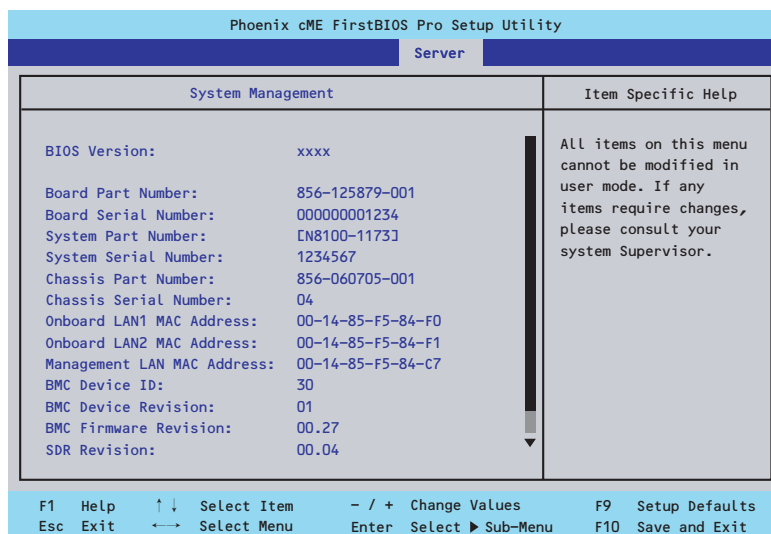 Phoenix cME FirstBIOS Pro Setup Utility
Server
System Management
Item Specific Help
BIOS Version: xxxx
Board Part Number: 856-125879-001
Board Serial Number: 000000001234
System Part Number: [N8100-1173]
System Serial Number: 1234567
Chassis Part Number: 856-060705-001
Chassis Serial Number: 04
Onboard LAN1 MAC Address: 00-14-85-F5-84-F0
Onboard LAN2 MAC Address: 00-14-85-F5-84-F1
Management LAN MAC Address: 00-14-85-F5-84-C7
BMC Device ID: 30
BMC Device Revision: 01
BMC Firmware Revision: 00.27
SDR Revision: 00.04
All items on this menu
cannot be modified in
user mode. If any
items require changes,
please consult your
system Supervisor.
F1 Help ↑↓ Select Item - / + Change Values F9 Setup Defaults
Esc Exit ←→ Select Menu Enter Select ▶ Sub-Menu F10 Save and Exit